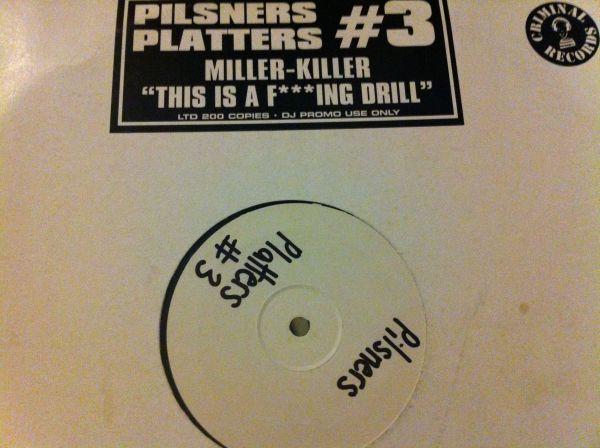 PILSNERS
PLATTERS #3
MILLER-KILLER
“THIS IS A F***ING DRILL”
LTD 200 COPIES • DJ PROMO USE ONLY
CRIMINAL
RECORDS
Platters
#3
Pilsners